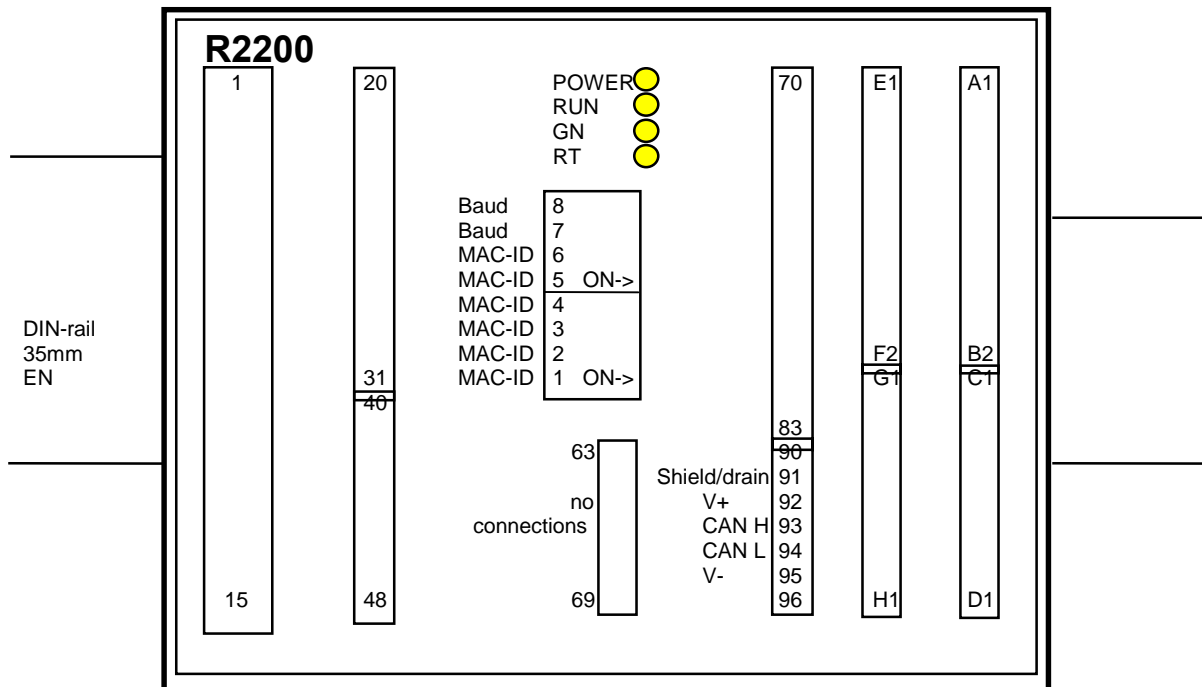 R2200
1 20 POWER 70 E1 A1
RUN
GN
RT
Baud 8
Baud 7
MAC-ID 6
MAC-ID 5 ON->
MAC-ID 4
DIN-rail MAC-ID 3
35mm MAC-ID 2 F2 B2
EN 31 MAC-ID 1 ON-> G1 C1
40
83
63 90
Shield/drain 91
no V+ 92
connections CAN H 93
CAN L 94
V- 95
15 48 69 96 H1 D1